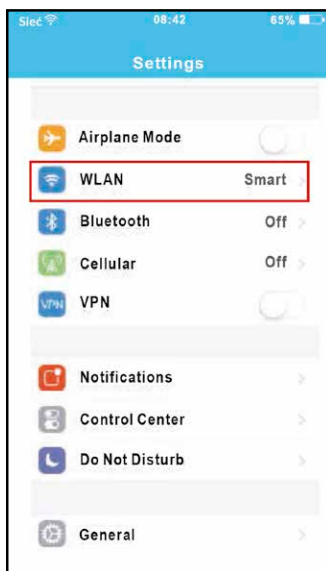 Sieć 08:42 65%
Settings
Airplane Mode
WLAN Smart
Bluetooth Off
Cellular Off
VPN VPN
Notifications
Control Center
Do Not Disturb
General